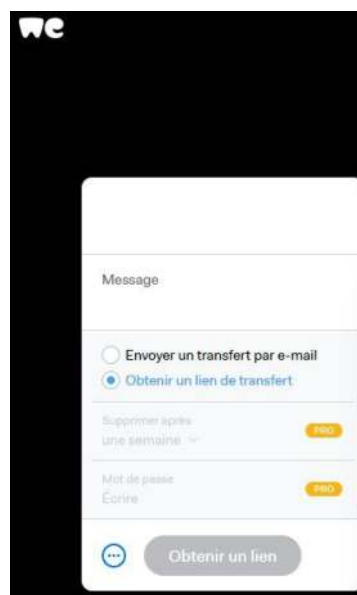 we
Message
Envoyer un transfert par e-mail
Obtenir un lien de transfert
Supprimer après
une semaine
PRO
Mot de passe
Écrire
PRO
Obtenir un lien